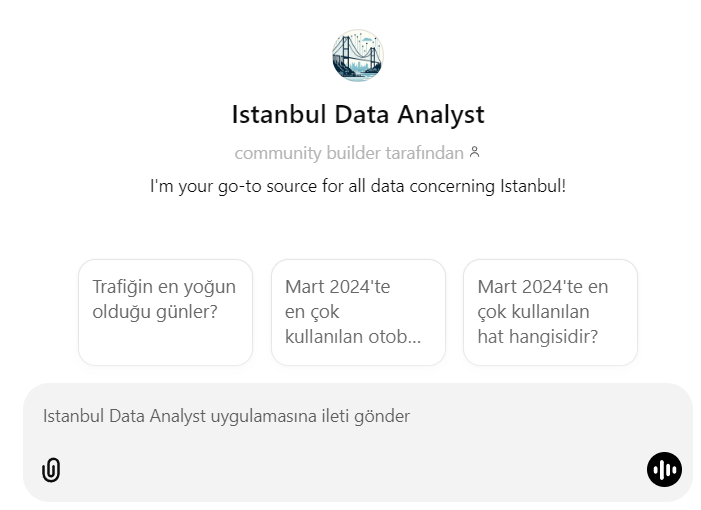 Istanbul Data Analyst
community builder tarafından
I'm your go-to source for all data concerning Istanbul!
Trafiğin en yoğun
olduğu günler?
Mart 2024'te
en çok
kullanılan otob...
Mart 2024'te en
çok kullanılan
hat hangisidir?
Istanbul Data Analyst uygulamasına ileti gönder